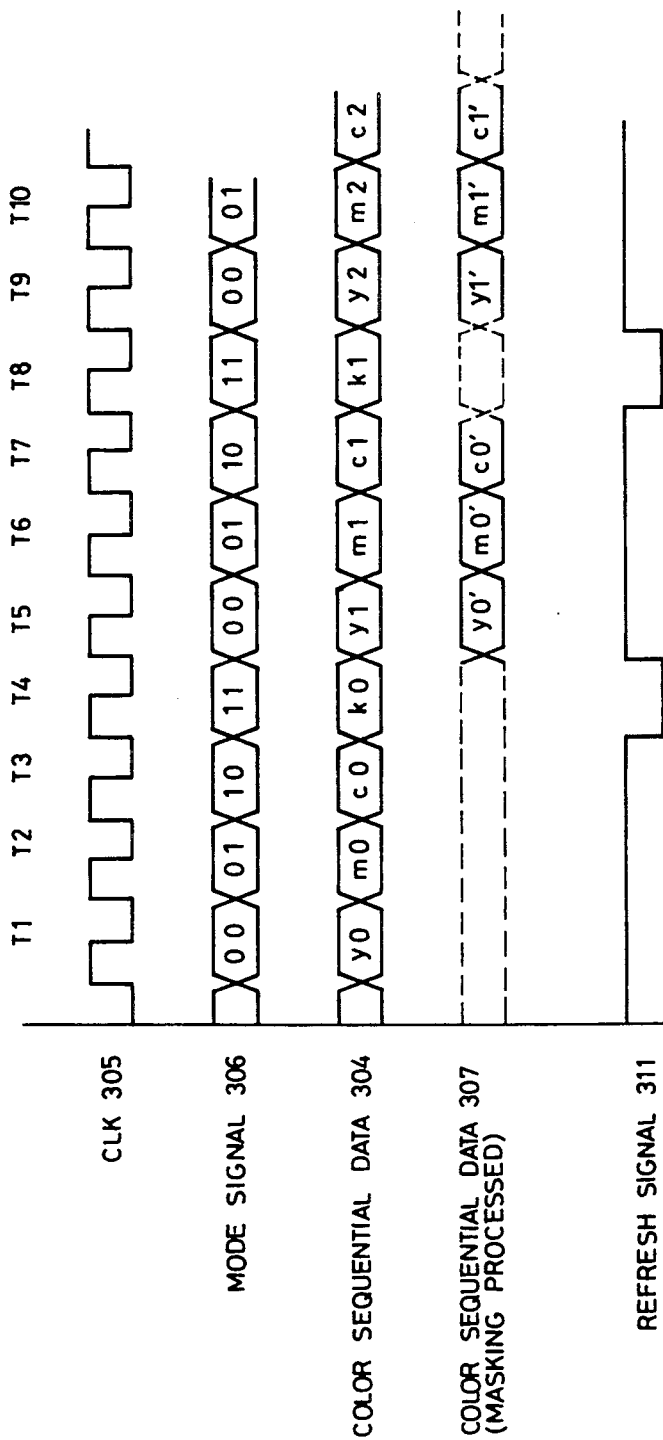 T1 T2 T3 T4 T5 T6 T7 T8 T9 T10
CLK 305
MODE SIGNAL 306
00 01 10 11 00 01 10 11 00 01
COLOR SEQUENTIAL DATA 304
y0 m0 c0 k0 y1 m1 c1 k1 y2 m2 c2
COLOR SEQUENTIAL DATA 307
(MASKING PROCESSED)
y0' m0' c0' y1' m1' c1'
REFRESH SIGNAL 311